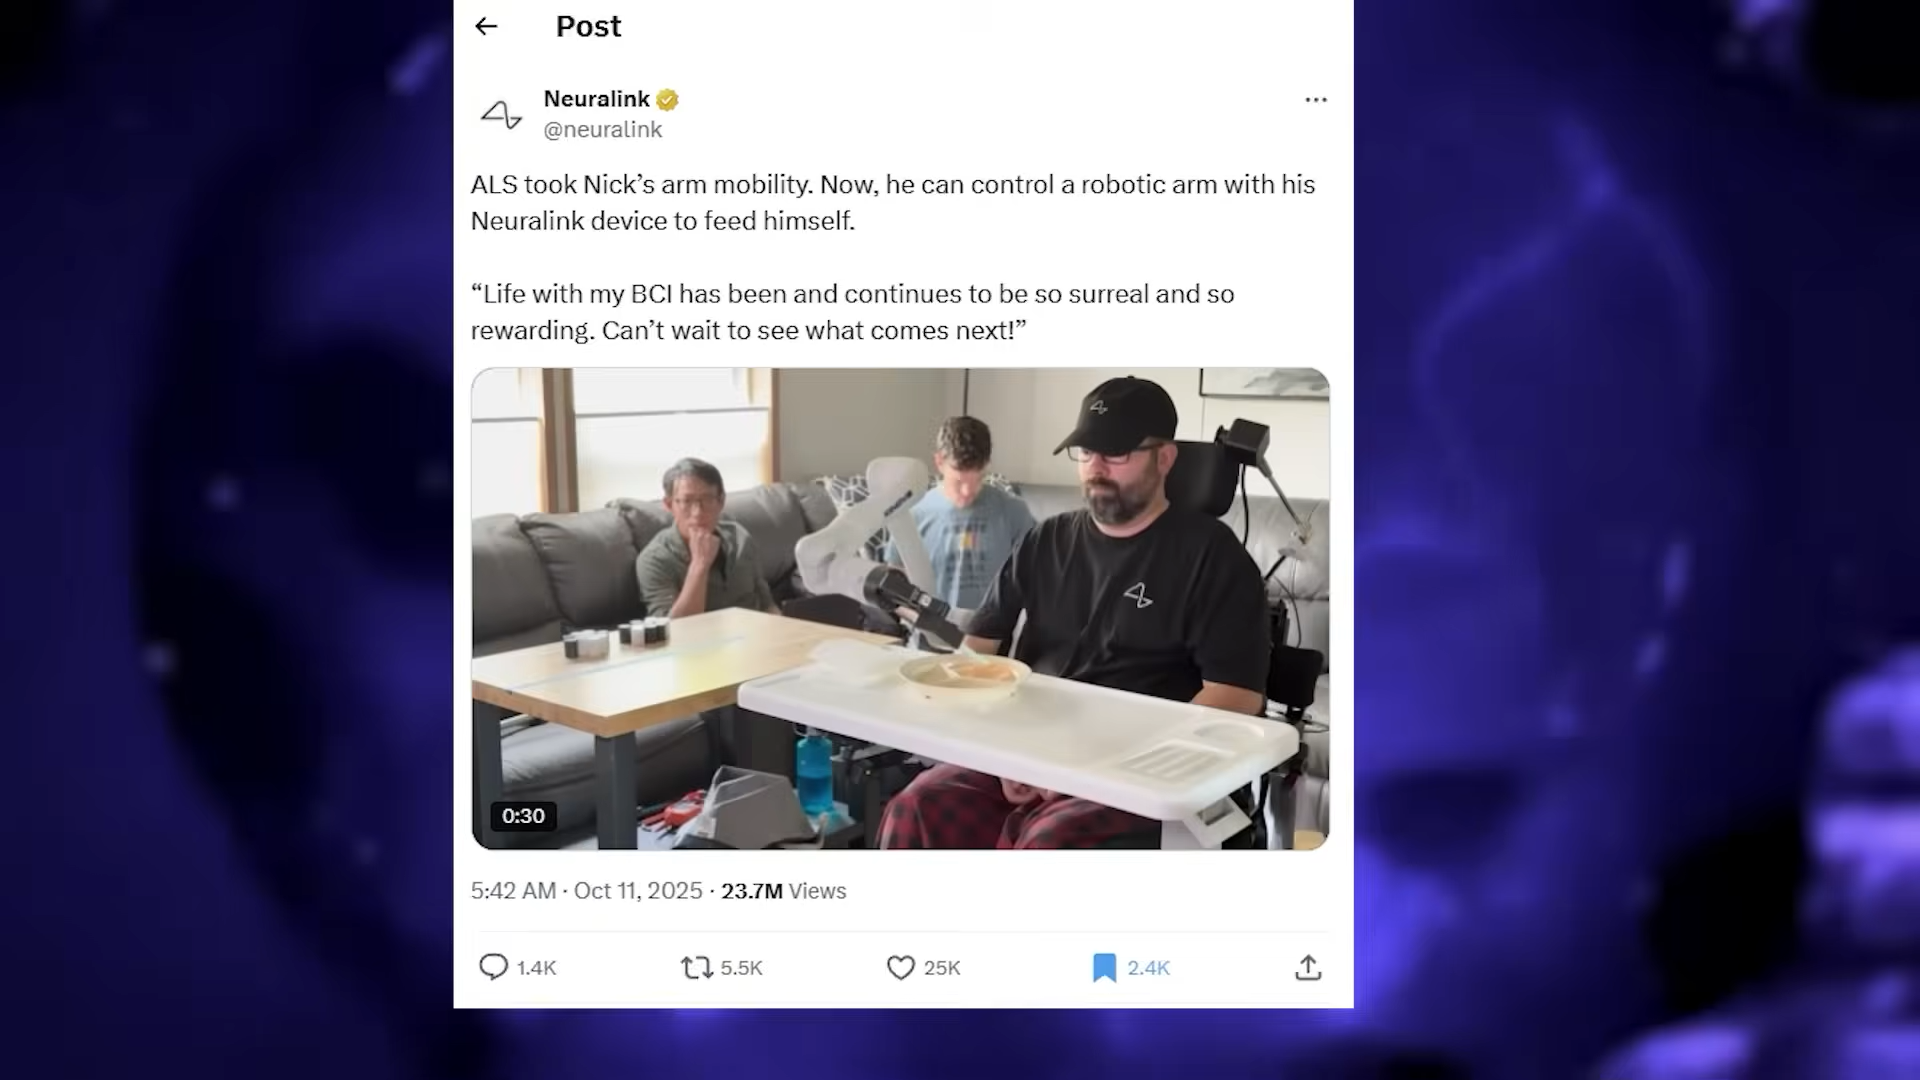 Post
Neuralink
@neuralink
ALS took Nick’s arm mobility. Now, he can control a robotic arm with his
Neuralink device to feed himself.
“Life with my BCI has been and continues to be so surreal and so
rewarding. Can’t wait to see what comes next!”
0:30
5:42 AM · Oct 11, 2025 · 23.7M Views
1.4K 5.5K 25K 2.4K